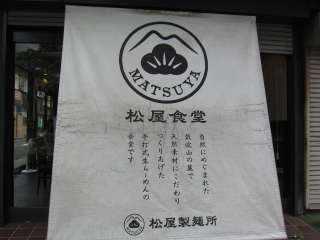 MATSUYA
松屋食堂
自然にめぐまれた
筑波山の麓で
天然素材にこだわり
つくりあげた
手打式生らーめんの
食堂です
松屋製麺所